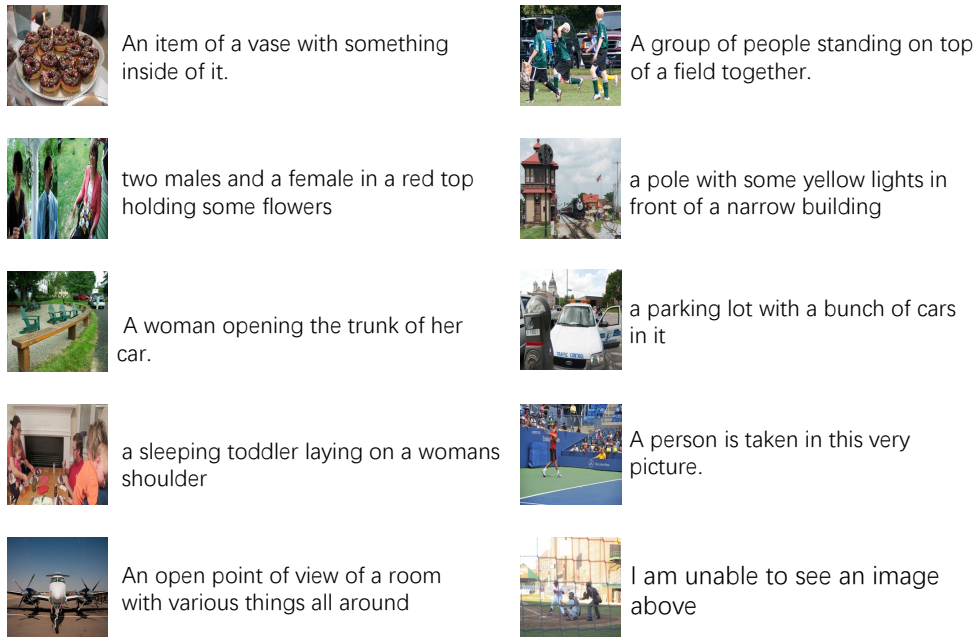 An item of a vase with something
inside of it.
two males and a female in a red top
holding some flowers
A woman opening the trunk of her
car.
a sleeping toddler laying on a womans
shoulder
An open point of view of a room
with various things all around
A group of people standing on top
of a field together.
a pole with some yellow lights in
front of a narrow building
a parking lot with a bunch of cars
in it
TRAFFIC CONTROL
A person is taken in this very
picture.
I am unable to see an image
above